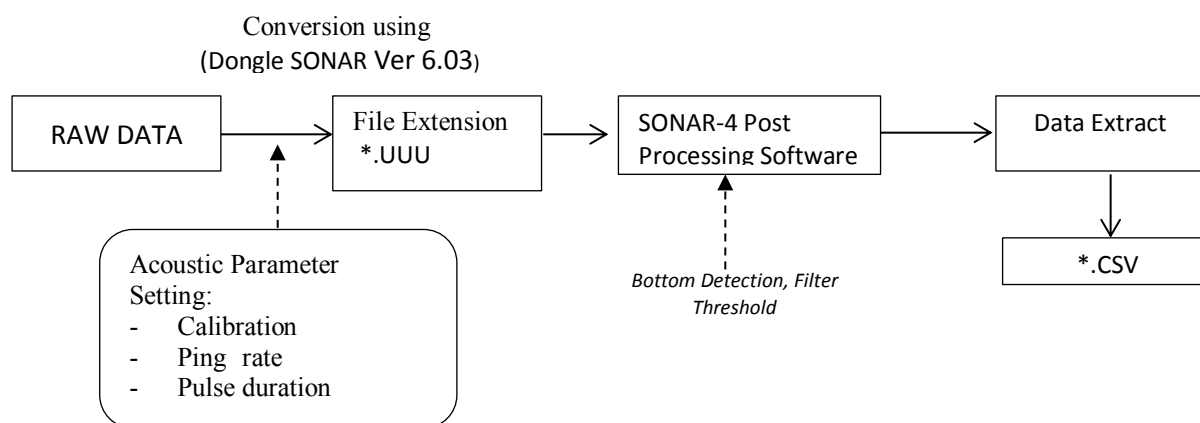 Conversion using
(Dongle SONAR Ver 6.03)
RAW DATA
File Extension
*.UUU
SONAR-4 Post
Processing Software
Data Extract
*.CSV
Acoustic Parameter
Setting:
- Calibration
- Ping rate
- Pulse duration
Bottom Detection, Filter
Threshold